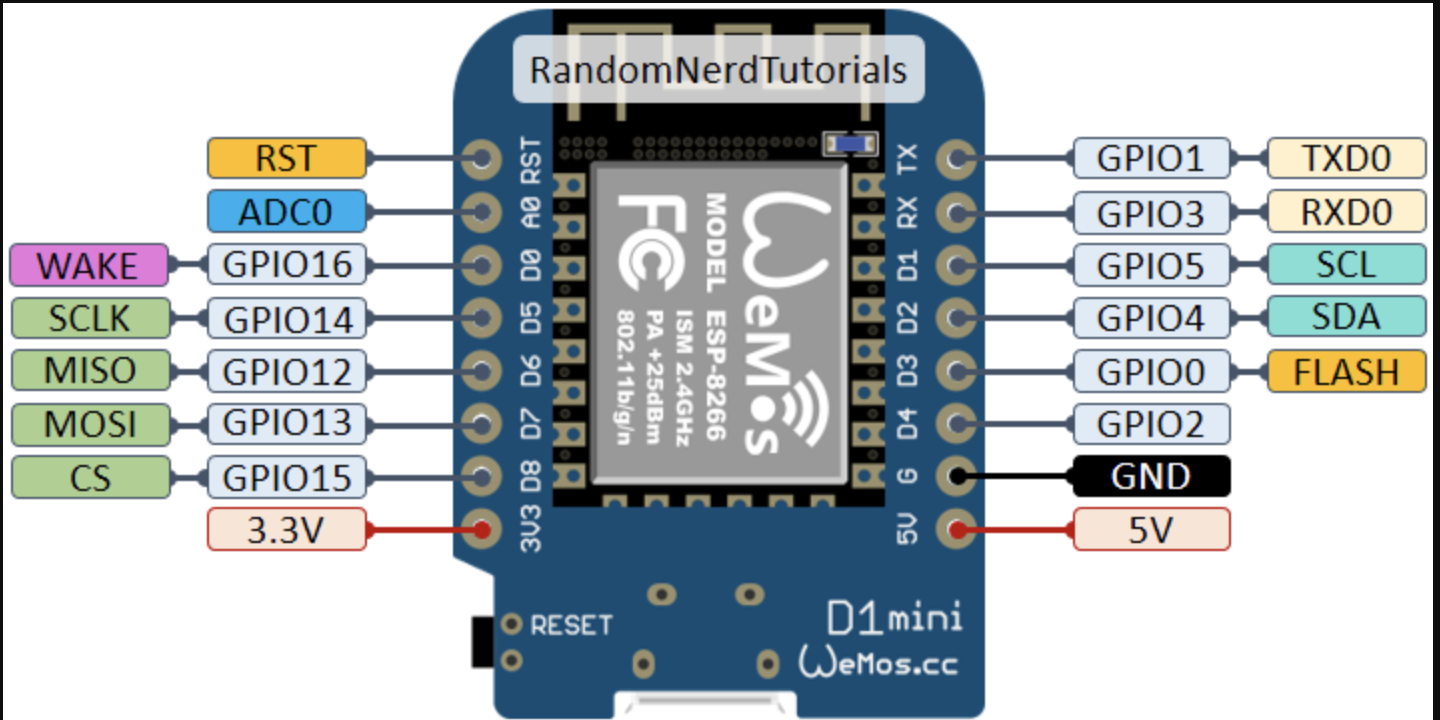 RandomNerdTutorials
RST RST TX GPIO1 TXD0
ADC0 A0 RX GPIO3 RXD0
WAKE GPIO16 D0 D1 GPIO5 SCL
SCLK GPIO14 D5 D2 GPIO4 SDA
MISO GPIO12 D6 D3 GPIO0 FLASH
MOSI GPIO13 D7 D4 GPIO2
CS GPIO15 D8 G GND
3.3V 3V3 5V 5V
WeMos
MODEL ESP-8266
ISM 2.4GHz
PA +25dBm
802.11b/g/n
FC
RESET
D1 mini
WeMos.cc